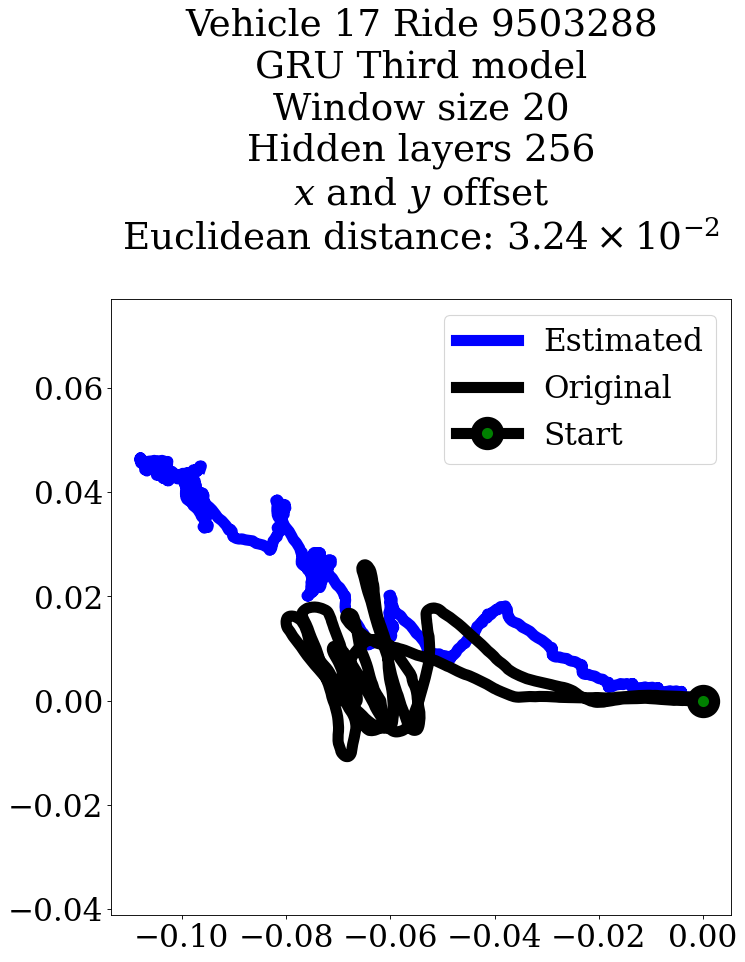 Vehicle 17 Ride 9503288
GRU Third model
Window size 20
Hidden layers 256
x and y offset
Euclidean distance: 3.24 × 10⁻²
Estimated
Original
Start
0.06
0.04
0.02
0.00
−0.02
−0.04
−0.10 −0.08 −0.06 −0.04 −0.02 0.00